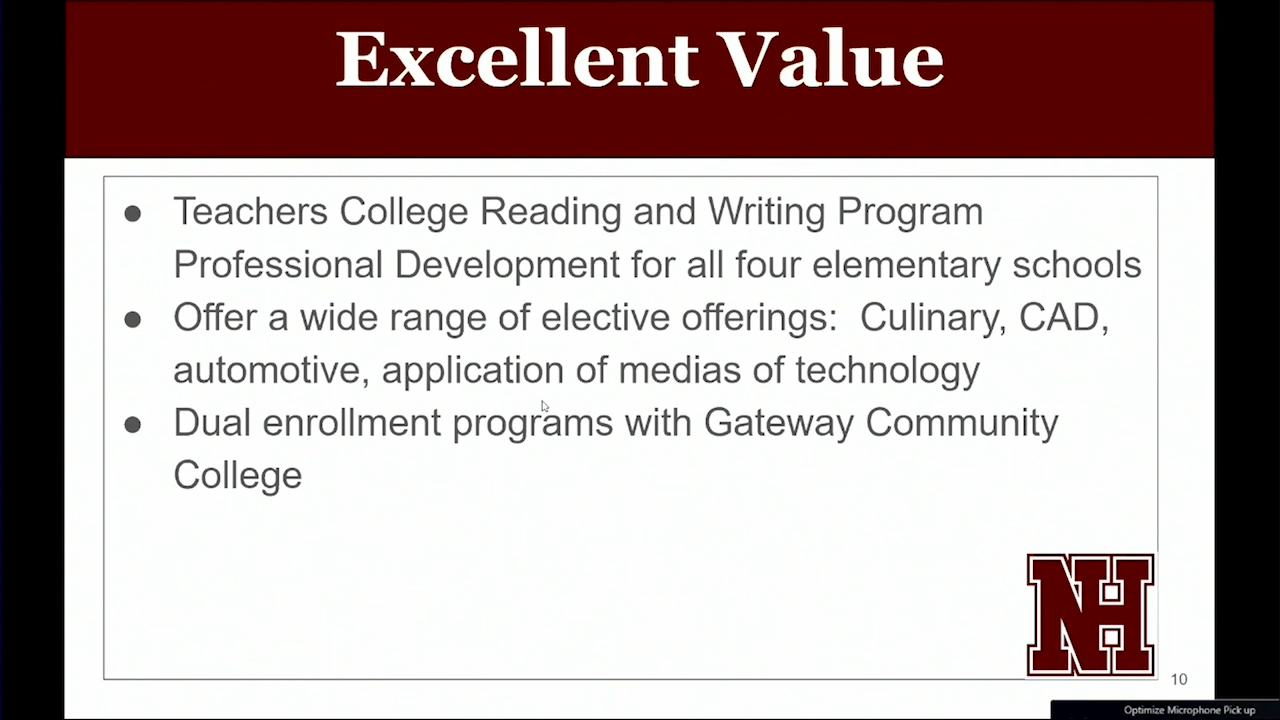 Excellent Value
● Teachers College Reading and Writing Program
Professional Development for all four elementary schools
● Offer a wide range of elective offerings:  Culinary, CAD,
automotive, application of medias of technology
● Dual enrollment programs with Gateway Community
College
NH
10
Optimize Microphone Pick up